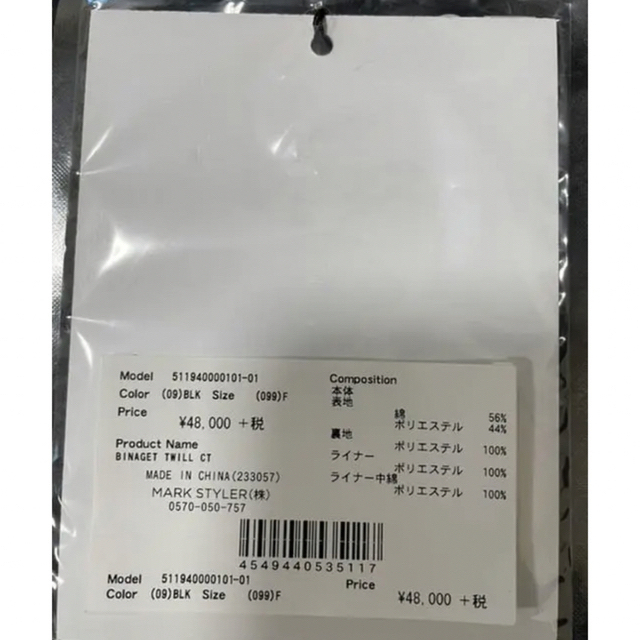 Model 511940000101-01
Color (09)BLK Size (099)F
Price
¥48,000 +税
Product Name
BINAGET TWILL CT
MADE IN CHINA(233057)
MARK STYLER(株)
0570-050-757
Composition
本体
表地
綿 56%
ポリエステル 44%
裏地
ポリエステル 100%
ライナー
ポリエステル 100%
ライナー中綿
ポリエステル 100%
4549440535117
Model 511940000101-01 Price
Color (09)BLK Size (099)F ¥48,000 +税